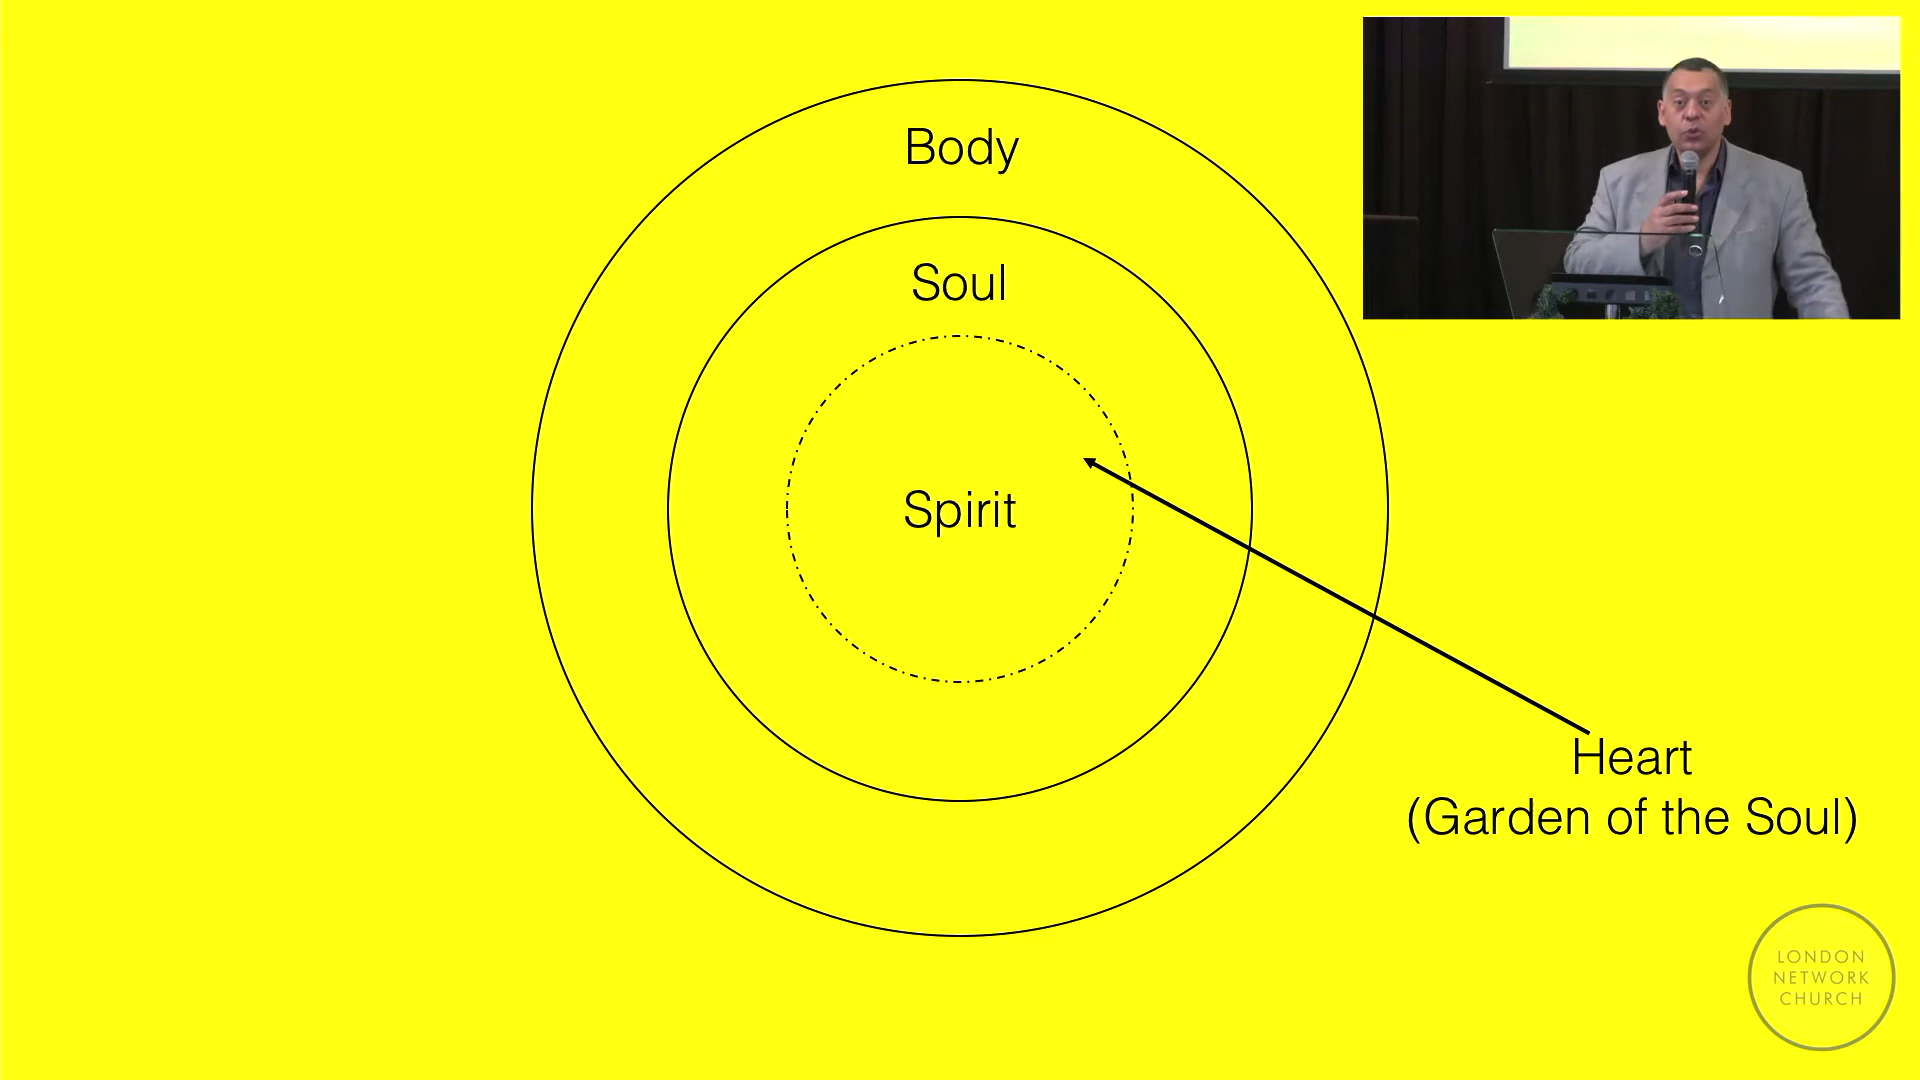 Body
Soul
Spirit
Heart
(Garden of the Soul)
LONDON
NETWORK
CHURCH